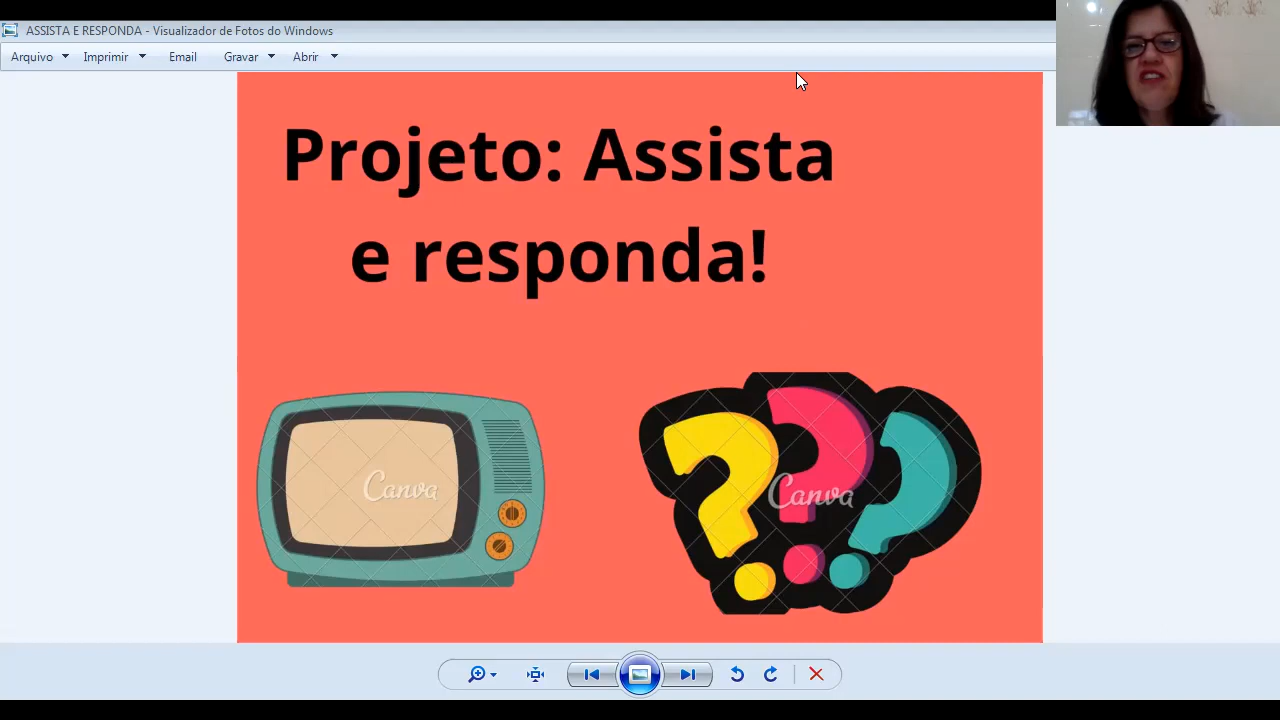 ASSISTA E RESPONDA - Visualizador de Fotos do Windows
Arquivo Imprimir Email Gravar Abrir
Projeto: Assista
e responda!
Canva
Canva